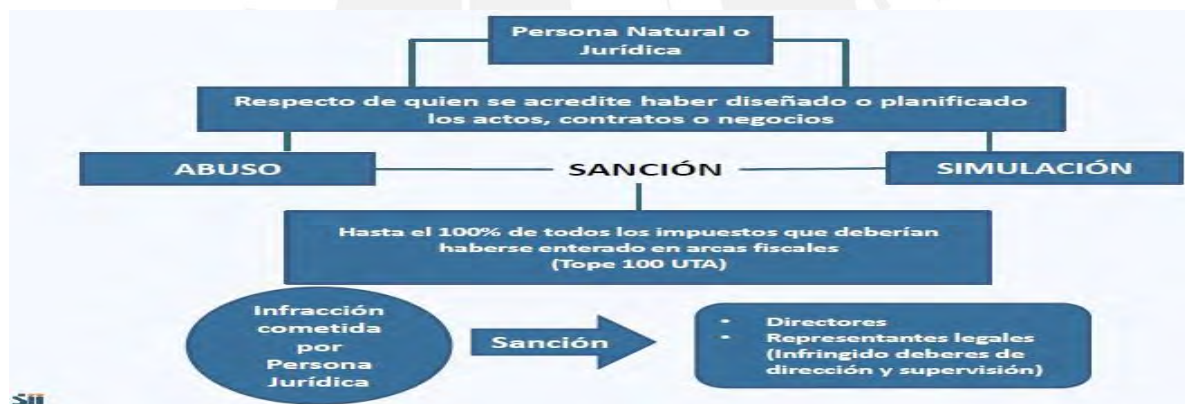 Persona Natural o
Jurídica
Respecto de quien se acredite haber diseñado o planificado
los actos, contratos o negocios
ABUSO
SANCIÓN
SIMULACIÓN
Hasta el 100% de todos los impuestos que deberían
haberse enterado en arcas fiscales
(Tope 100 UTA)
Infracción
cometida
por
Persona
Jurídica
Sanción
• Directores
• Representantes legales
(Infringido deberes de
dirección y supervisión)
SII